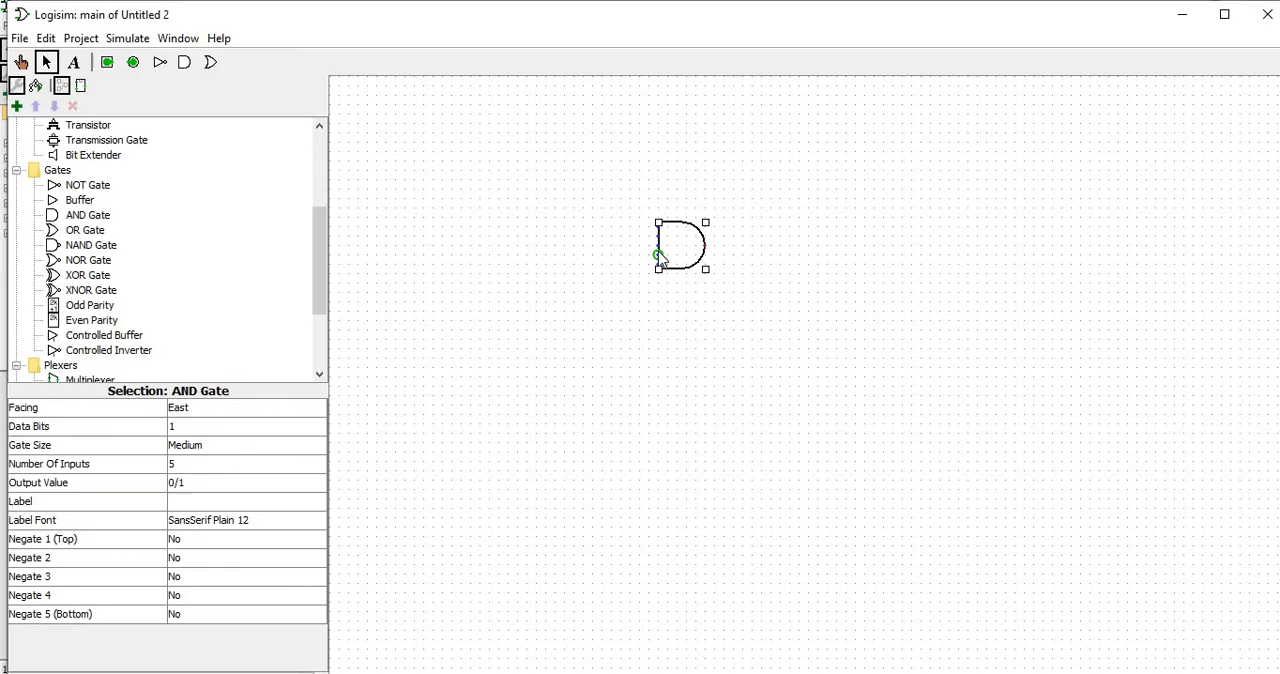 Logisim: main of Untitled 2
File Edit Project Simulate Window Help
A
Transistor
Transmission Gate
Bit Extender
Gates
NOT Gate
Buffer
AND Gate
OR Gate
NAND Gate
NOR Gate
XOR Gate
XNOR Gate
Odd Parity
Even Parity
Controlled Buffer
Controlled Inverter
Plexers
Multiplexer
Selection: AND Gate
Facing East
Data Bits 1
Gate Size Medium
Number Of Inputs 5
Output Value 0/1
Label
Label Font SansSerif Plain 12
Negate 1 (Top) No
Negate 2 No
Negate 3 No
Negate 4 No
Negate 5 (Bottom) No